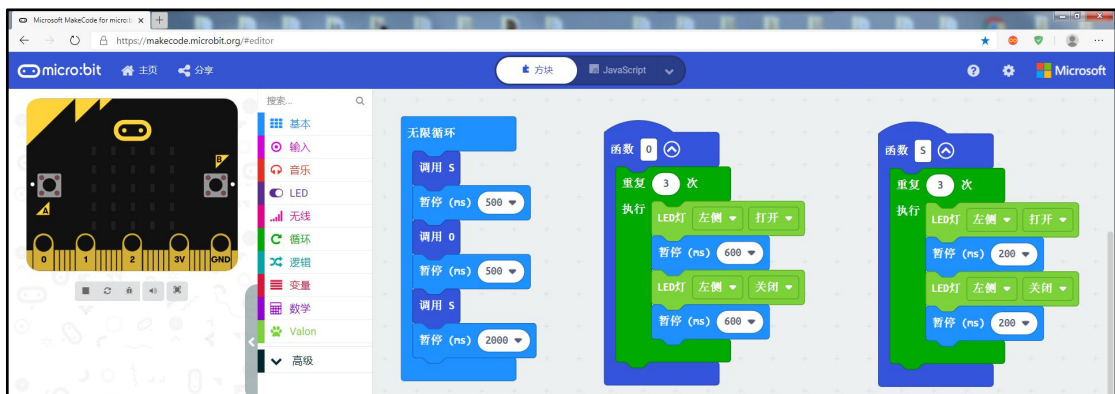 Microsoft MakeCode for micro:b
https://makecode.microbit.org/#editor
micro:bit
主页
分享
方块
JavaScript
Microsoft
搜索...
基本
输入
音乐
LED
无线
循环
逻辑
变量
数学
Valon
高级
B
A
0
1
2
3V
GND
无限循环
调用 S
暂停 (ms) 500
调用 O
暂停 (ms) 500
调用 S
暂停 (ms) 2000
函数 O
重复 3 次
执行
LED灯 左侧 打开
暂停 (ms) 600
LED灯 左侧 关闭
暂停 (ms) 600
函数 S
重复 3 次
执行
LED灯 左侧 打开
暂停 (ms) 200
LED灯 左侧 关闭
暂停 (ms) 200